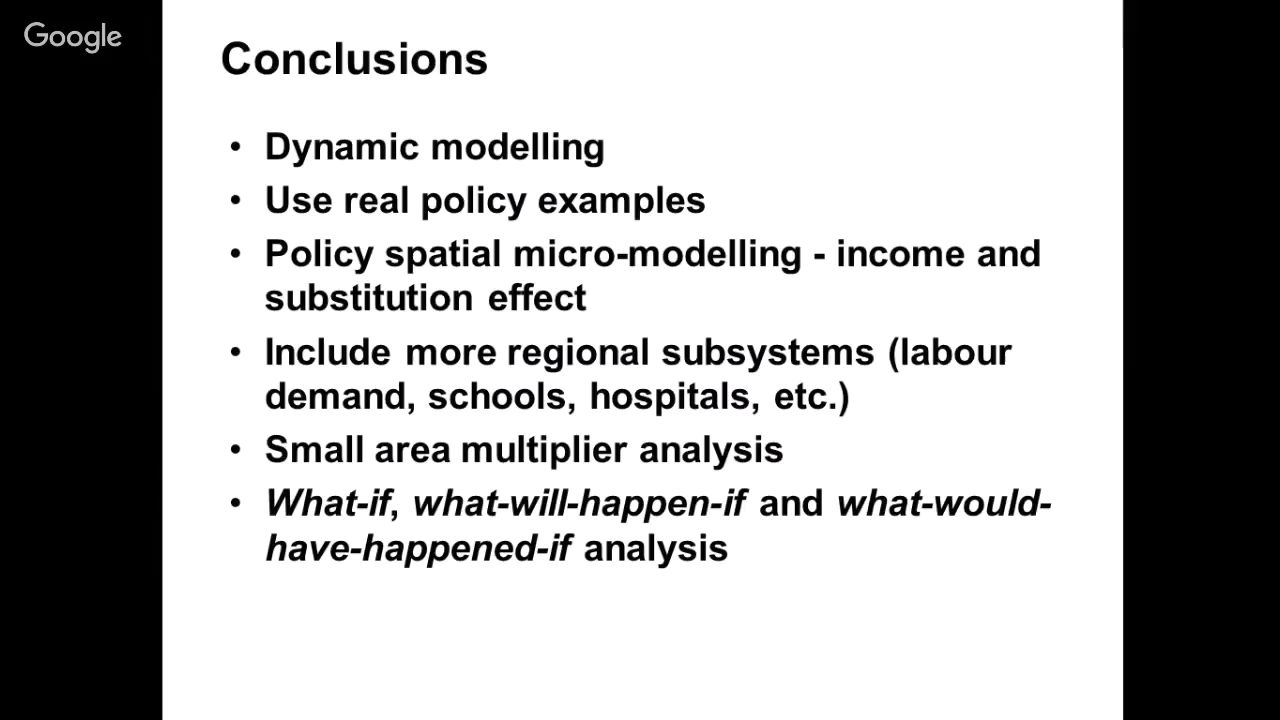 Google
Conclusions
• Dynamic modelling
• Use real policy examples
• Policy spatial micro-modelling - income and
substitution effect
• Include more regional subsystems (labour
demand, schools, hospitals, etc.)
• Small area multiplier analysis
• What-if, what-will-happen-if and what-would-
have-happened-if analysis